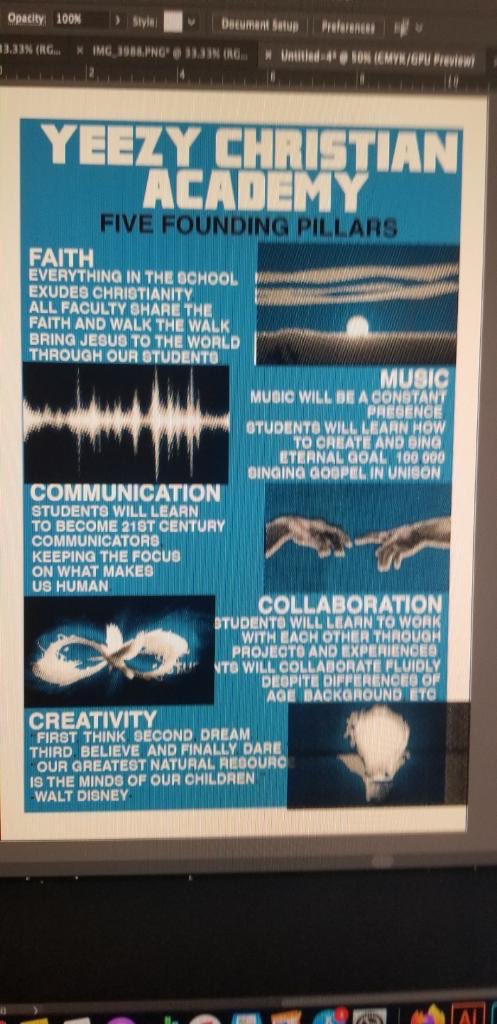 Opacity: 100% > Style: Document Setup Preferences
IMG_3988.PNG* @ 33.33% (RG... × Untitled-4* @ 50% (CMYK/GPU Preview)
2 4 6 8 10
YEEZY CHRISTIAN
ACADEMY
FIVE FOUNDING PILLARS
FAITH
EVERYTHING IN THE SCHOOL
EXUDES CHRISTIANITY
ALL FACULTY SHARE THE
FAITH AND WALK THE WALK
BRING JESUS TO THE WORLD
THROUGH OUR STUDENTS
MUSIC
MUSIC WILL BE A CONSTANT
PRESENCE
STUDENTS WILL LEARN HOW
TO CREATE AND SING
ETERNAL GOAL 100 000
SINGING GOSPEL IN UNISON
COMMUNICATION
STUDENTS WILL LEARN
TO BECOME 21ST CENTURY
COMMUNICATORS
KEEPING THE FOCUS
ON WHAT MAKES
US HUMAN
COLLABORATION
STUDENTS WILL LEARN TO WORK
WITH EACH OTHER THROUGH
PROJECTS AND EXPERIENCES
NTS WILL COLLABORATE FLUIDLY
DESPITE DIFFERENCES OF
AGE BACKGROUND ETC
CREATIVITY
FIRST THINK SECOND DREAM
THIRD BELIEVE AND FINALLY DARE
OUR GREATEST NATURAL RESOURC
IS THE MINDS OF OUR CHILDREN
-WALT DISNEY-
AI